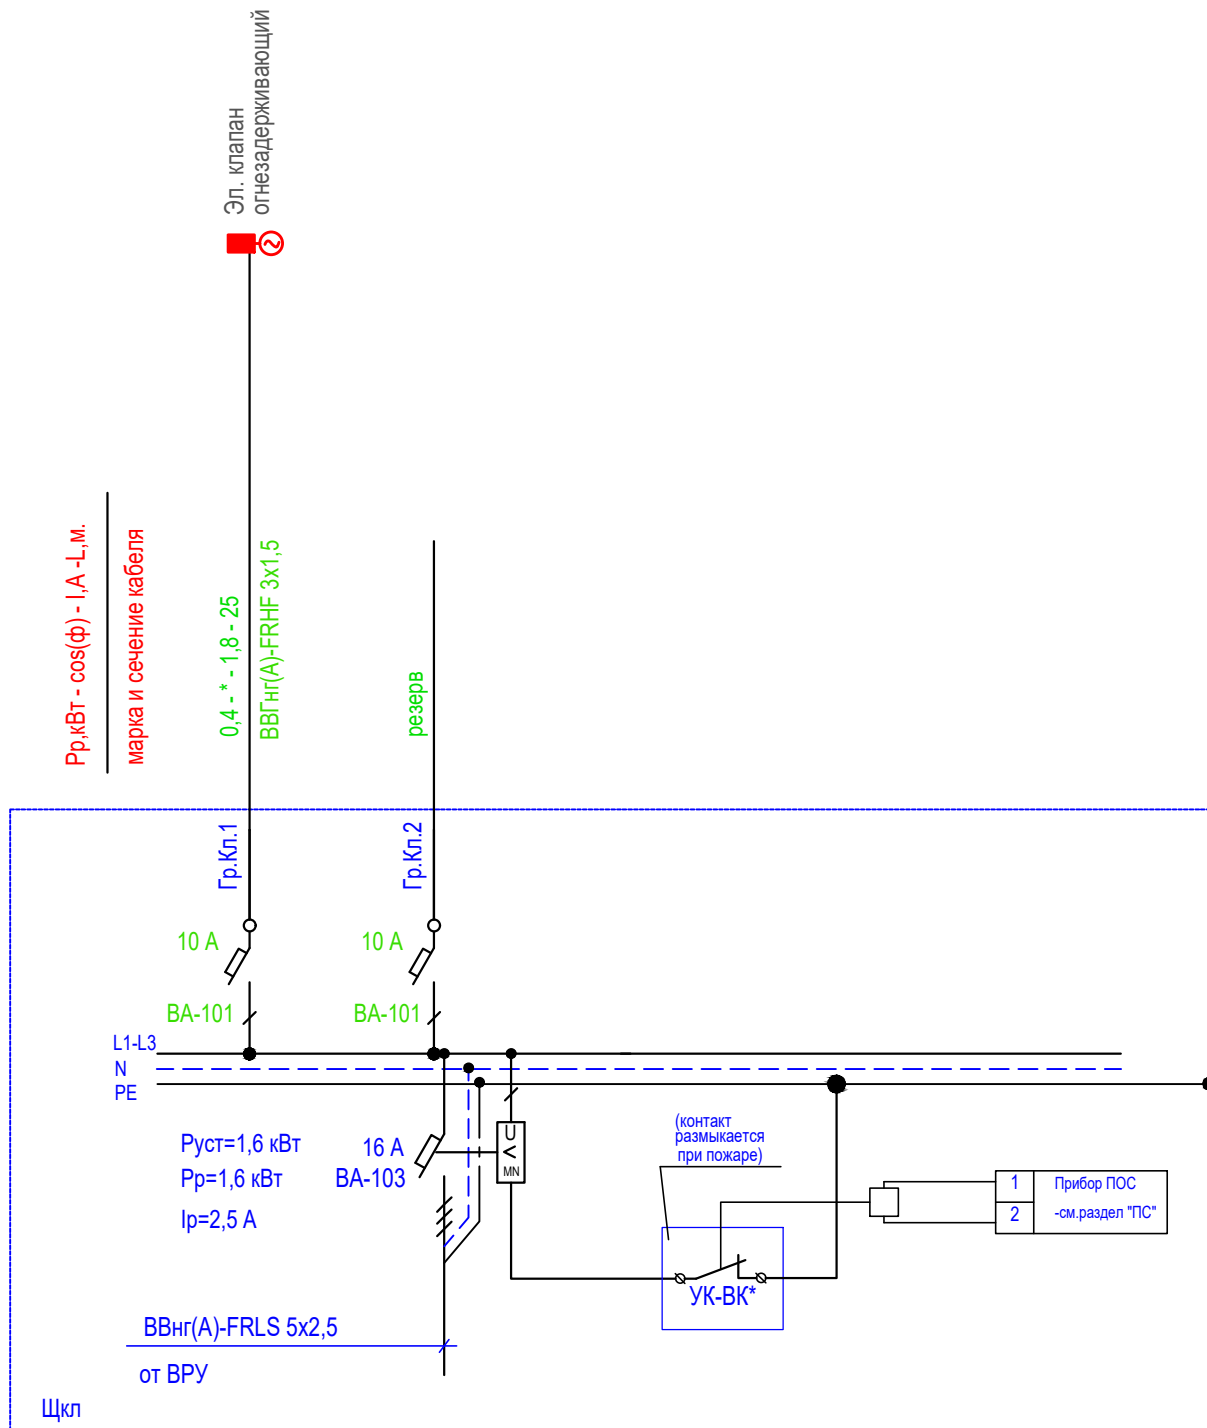 Эл. клапан
огнезадерживающий
Рр,кВт - cos(ф) - I,А -L,м.
марка и сечение кабеля
0,4 - * - 1,8 - 25
ВВГнг(А)-FRHF 3х1,5
резерв
Гр.Кл.1
Гр.Кл.2
10 А
10 А
ВА-101
ВА-101
L1-L3
N
PE
Руст=1,6 кВт
Рр=1,6 кВт
Iр=2,5 А
16 А
ВА-103
U
<
MN
(контакт
размыкается
при пожаре)
УК-ВК*
1
Прибор ПОС
2
-см.раздел "ПС"
ВВнг(А)-FRLS 5х2,5
от ВРУ
Щкл